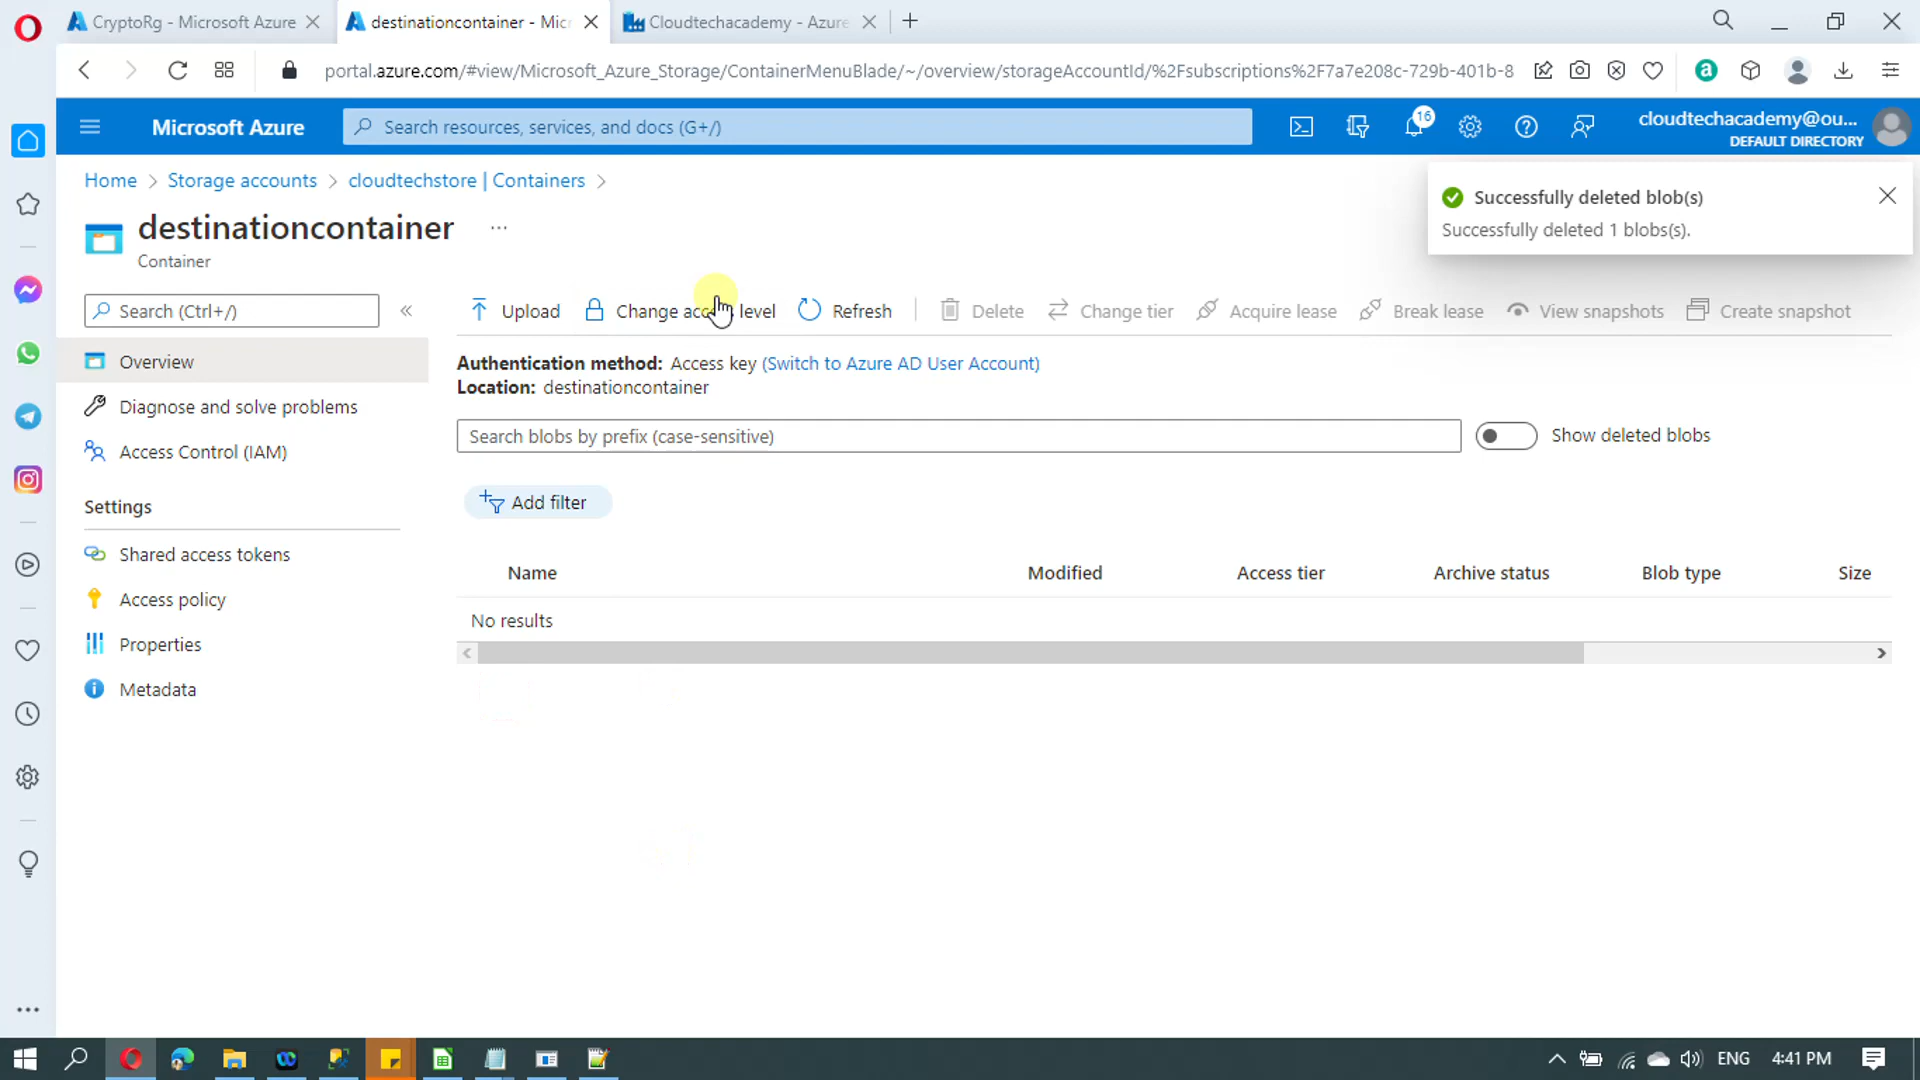 CryptoRg - Microsoft Azure
destinationcontainer - Mic
Cloudtechacademy - Azure
portal.azure.com/#view/Microsoft_Azure_Storage/ContainerMenuBlade/~/overview/storageAccountId/%2Fsubscriptions%2F7a7e208c-729b-401b-8
Microsoft Azure
Search resources, services, and docs (G+/)
16
cloudtechacademy@ou...
DEFAULT DIRECTORY
Home > Storage accounts > cloudtechstore | Containers >
destinationcontainer ...
Container
Successfully deleted blob(s)
Successfully deleted 1 blobs(s).
Search (Ctrl+/)
Upload
Change access level
Refresh
Delete
Change tier
Acquire lease
Break lease
View snapshots
Create snapshot
Overview
Diagnose and solve problems
Access Control (IAM)
Settings
Shared access tokens
Access policy
Properties
Metadata
Authentication method: Access key (Switch to Azure AD User Account)
Location: destinationcontainer
Search blobs by prefix (case-sensitive)
Show deleted blobs
Add filter
Name Modified Access tier Archive status Blob type Size
No results
ENG
4:41 PM